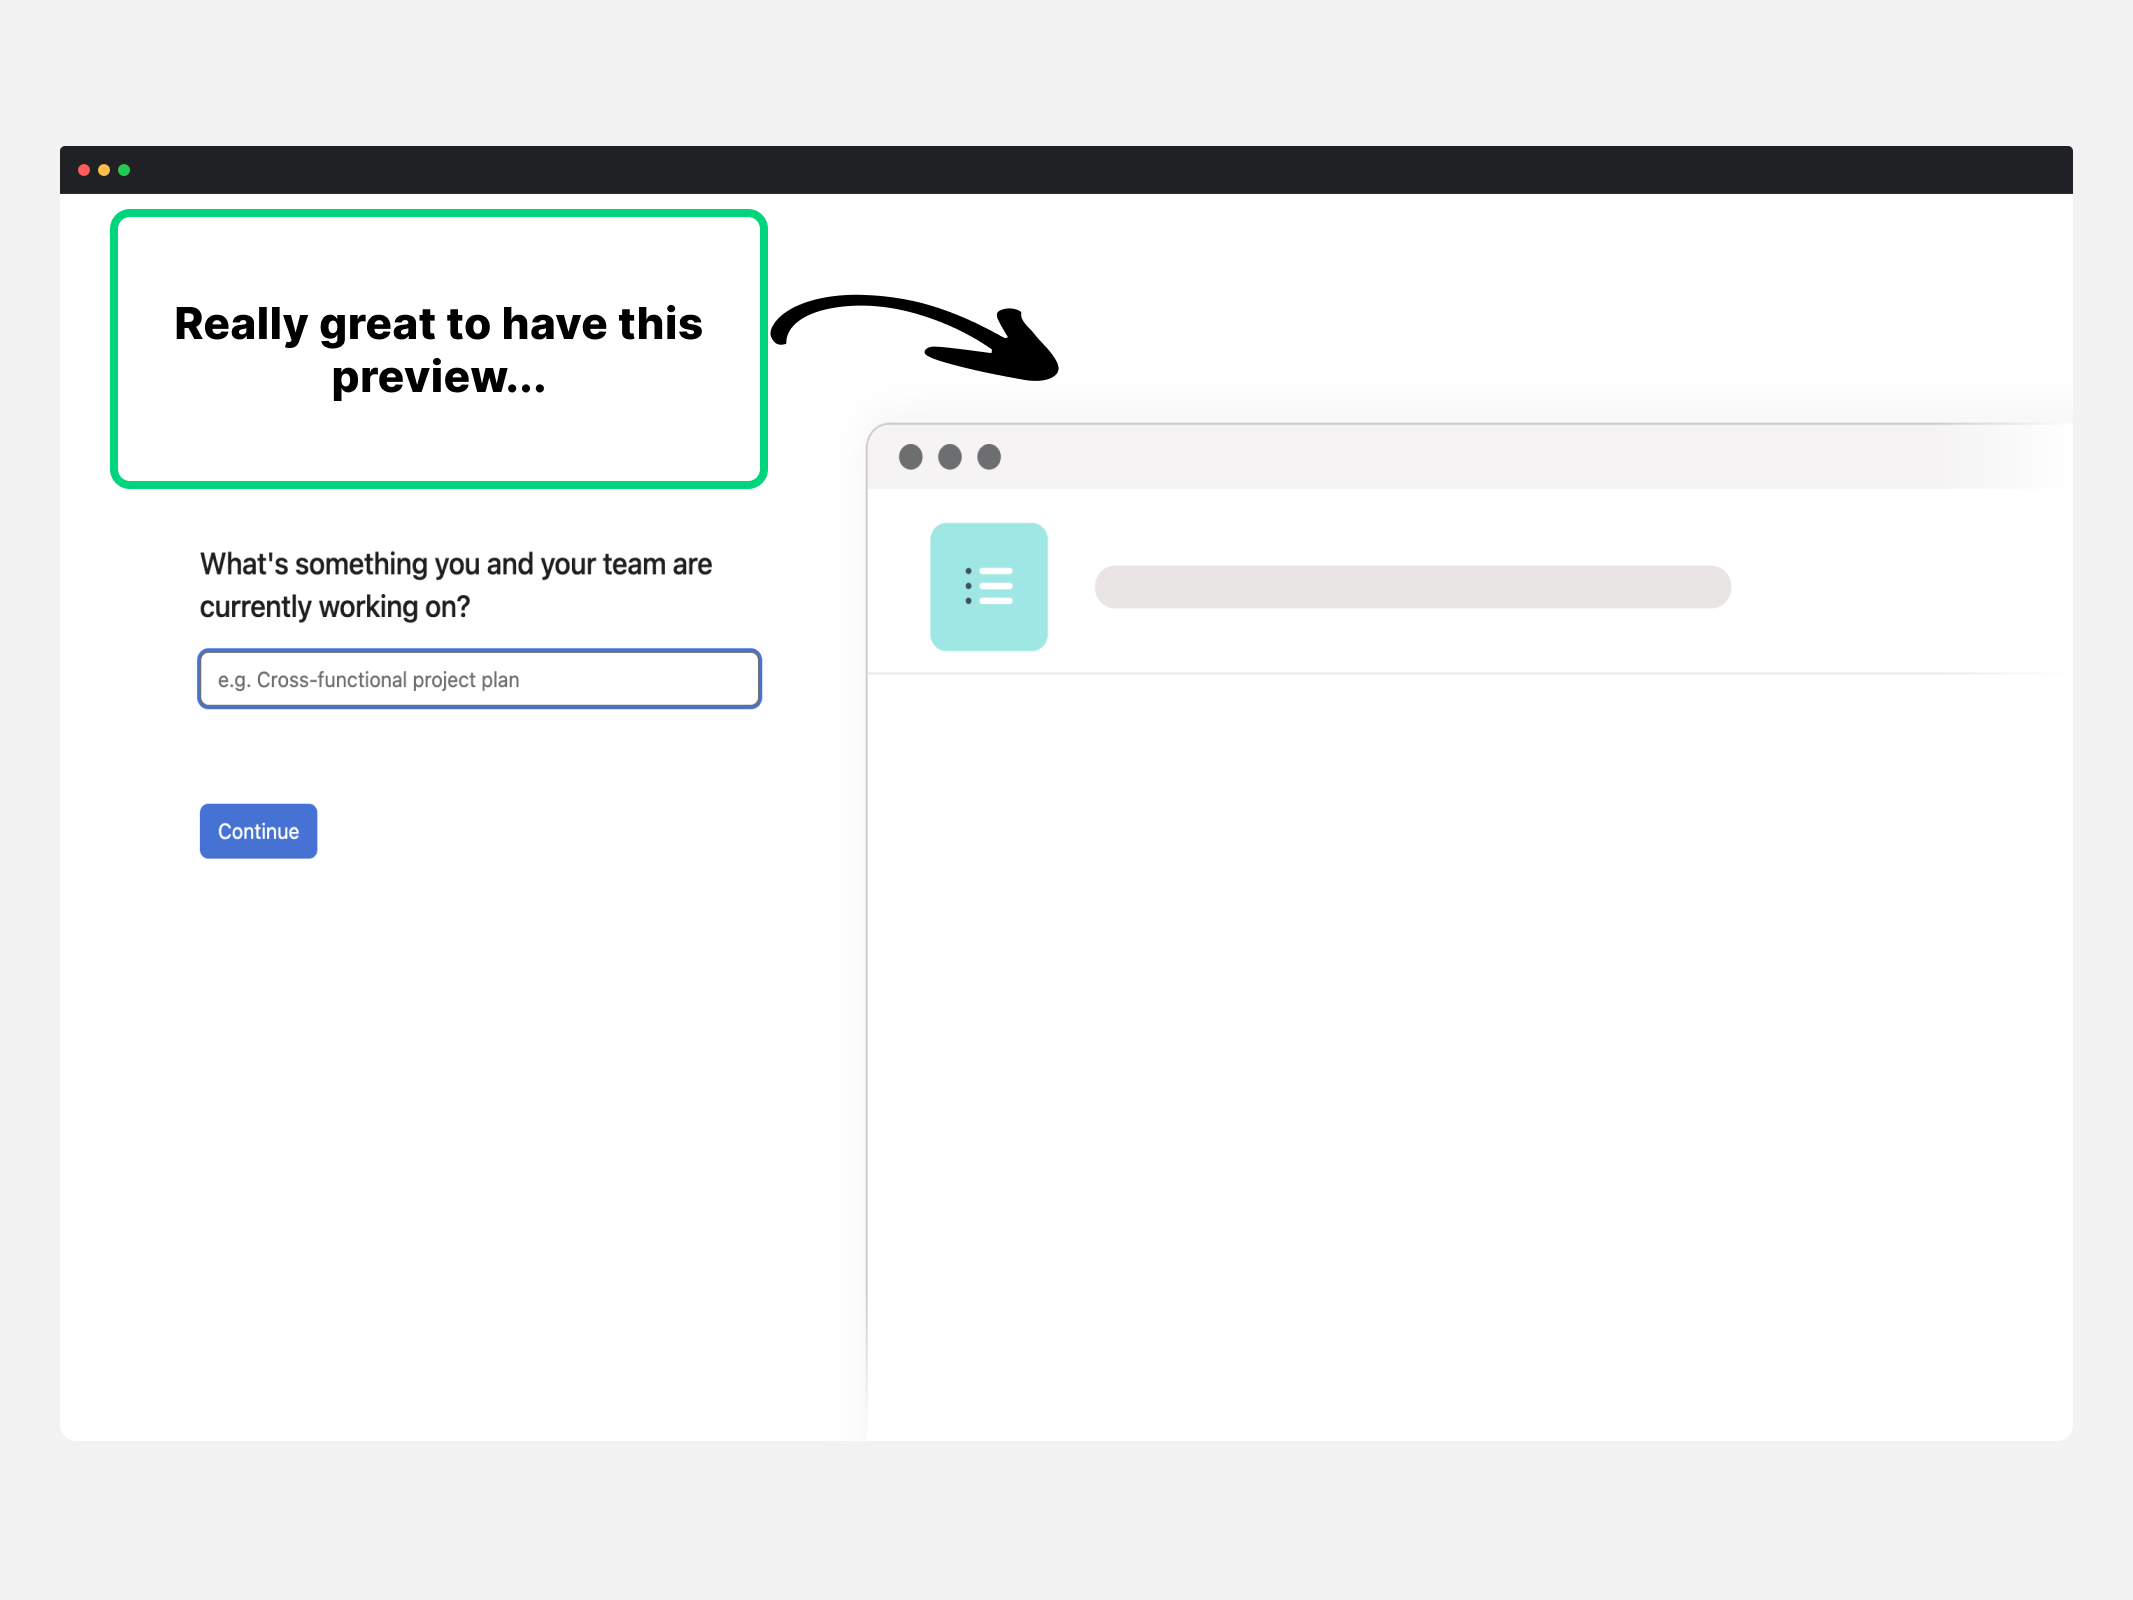 Really great to have this
preview...
What's something you and your team are
currently working on?
e.g. Cross-functional project plan
Continue